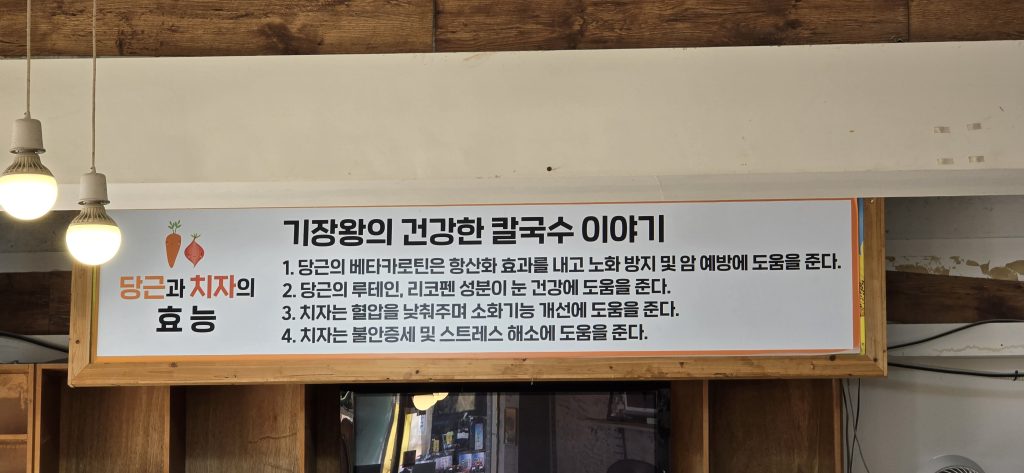 당근과 치자의
효능
기장왕의 건강한 칼국수 이야기
1. 당근의 베타카로틴은 항산화 효과를 내고 노화 방지 및 암 예방에 도움을 준다.
2. 당근의 루테인, 리코펜 성분이 눈 건강에 도움을 준다.
3. 치자는 혈압을 낮춰주며 소화기능 개선에 도움을 준다.
4. 치자는 불안증세 및 스트레스 해소에 도움을 준다.